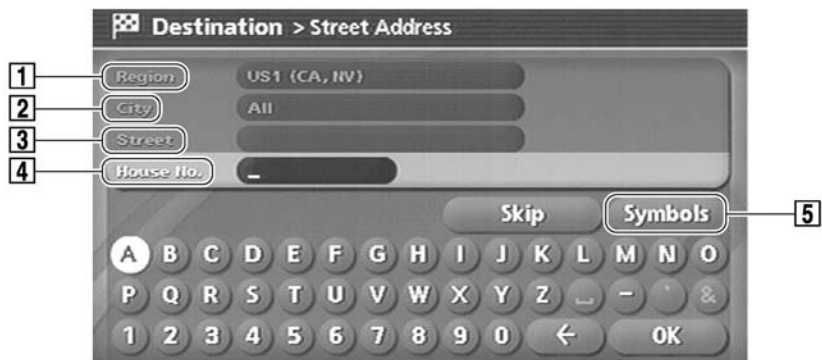 Destination > Street Address
1 Region US1 (CA, NV)
2 City All
3 Street
4 House No. _
Skip Symbols 5
A B C D E F G H I J K L M N O
P Q R S T U V W X Y Z ␣ - ' &
1 2 3 4 5 6 7 8 9 0 ← OK